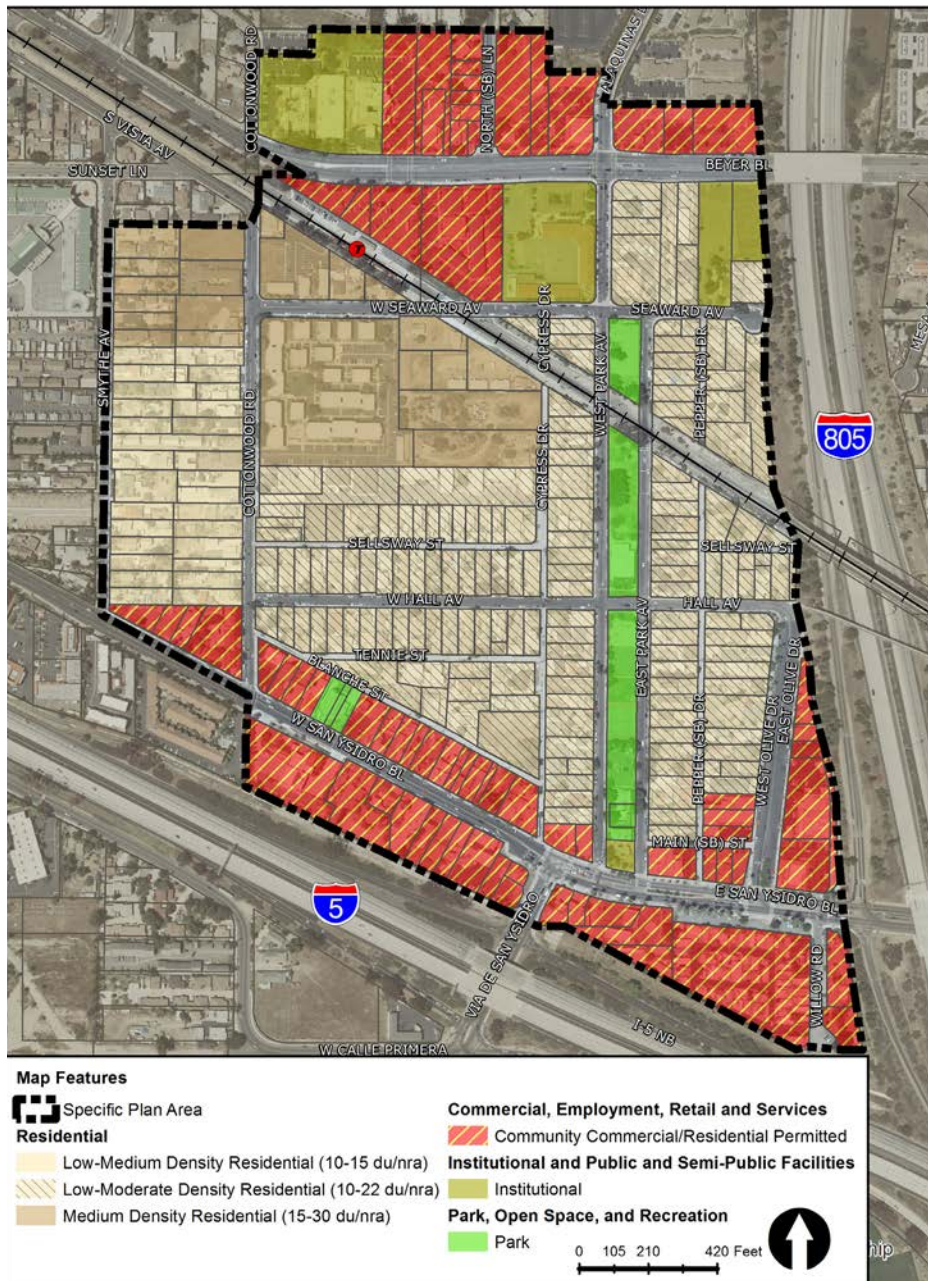 COTTONWOOD RD
NORTH (SB) LN
S VISTA AV
SUNSET LN
BEYER BL
W SEAWARD AV
SEAWARD AV
CYPRESS DR
WEST PARK AV
PEPPER (SB) DR
MESA
SMYTHE AV
COTTONWOOD RD
CYPRESS DR
805
SELLSWAY ST
SELLSWAY ST
W HALL AV
HALL AV
TENNIE ST
BLANCHE ST
EAST PARK AV
PEPPER (SB) DR
WEST OLIVE DR
EAST OLIVE DR
W SAN YSIDRO BL
MAIN (SB) ST
E SAN YSIDRO BL
5
VIA DE SAN YSIDRO
WILLOW RD
I-5 NB
W CALLE PRIMERA
Map Features
Specific Plan Area
Residential
Low-Medium Density Residential (10-15 du/nra)
Low-Moderate Density Residential (10-22 du/nra)
Medium Density Residential (15-30 du/nra)
Commercial, Employment, Retail and Services
Community Commercial/Residential Permitted
Institutional and Public and Semi-Public Facilities
Institutional
Park, Open Space, and Recreation
Park
0 105 210 420 Feet
hip